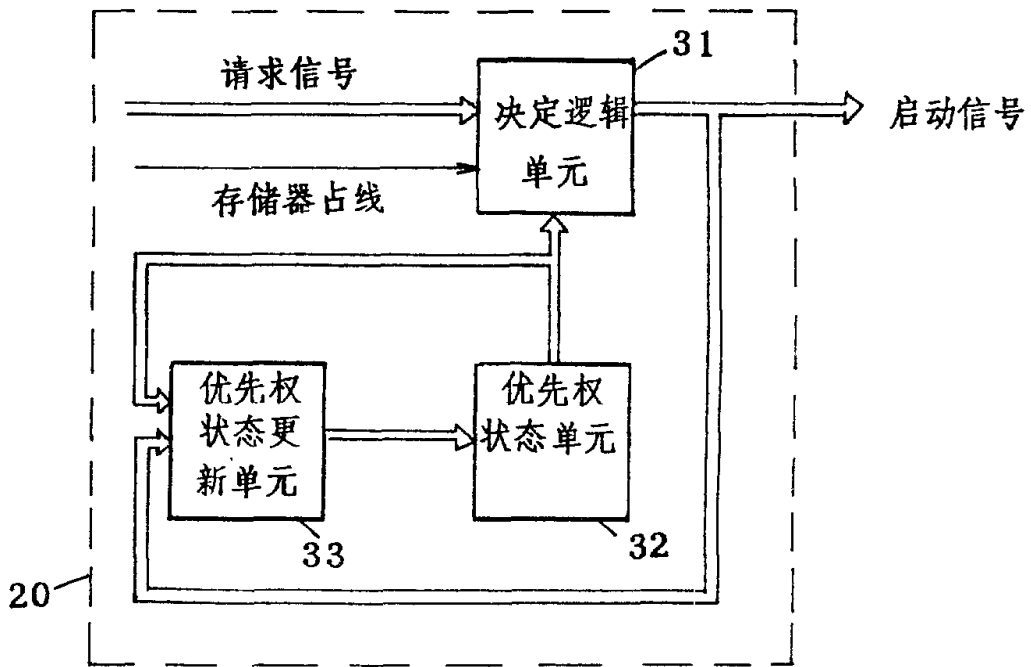 31
请求信号
决定逻辑
单元
启动信号
存储器占线
优先权
状态更
新单元
优先权
状态单元
33
32
20